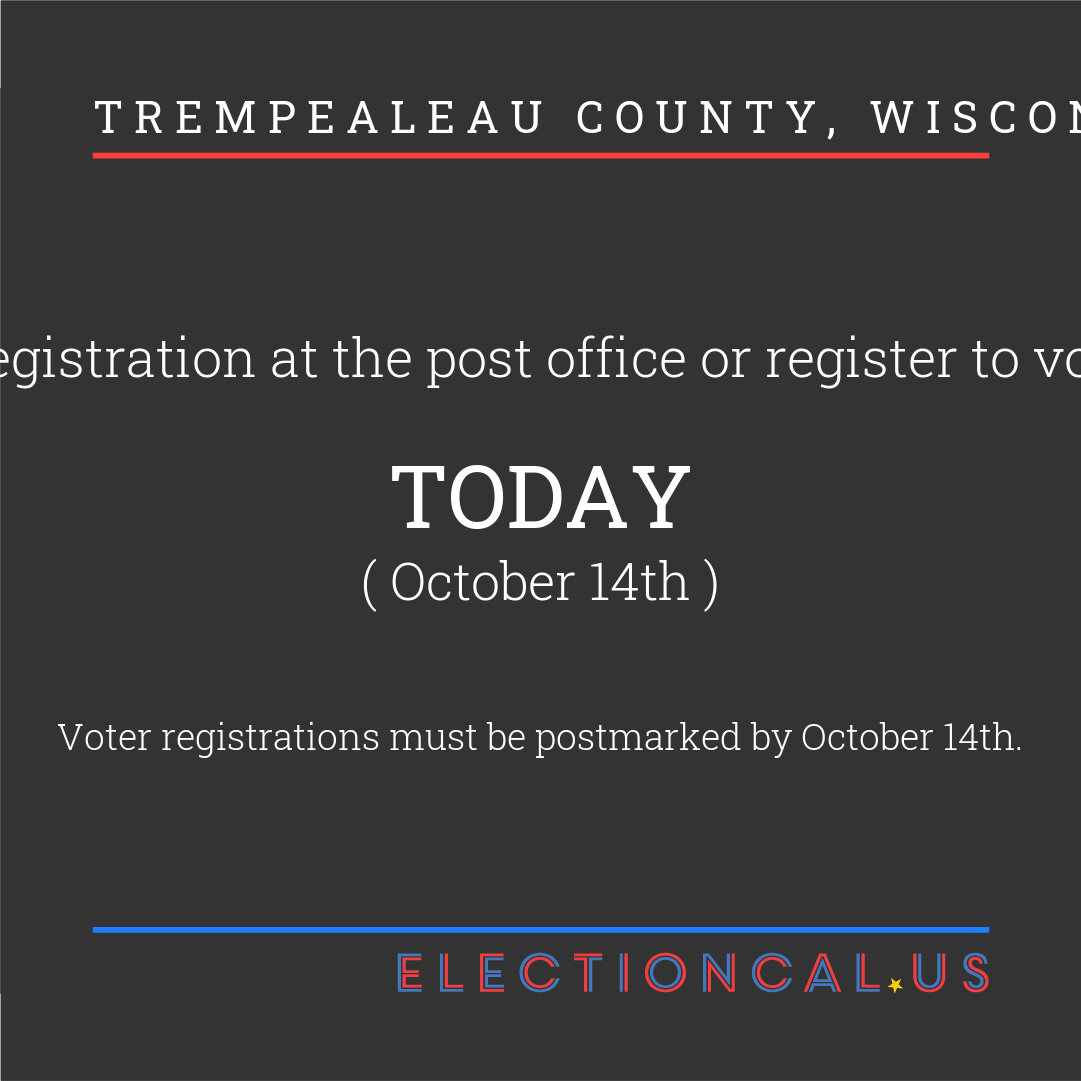 TREMPEALEAU COUNTY, WISCON
egistration at the post office or register to vo
TODAY
( October 14th )
Voter registrations must be postmarked by October 14th.
ELECTIONCAL.US